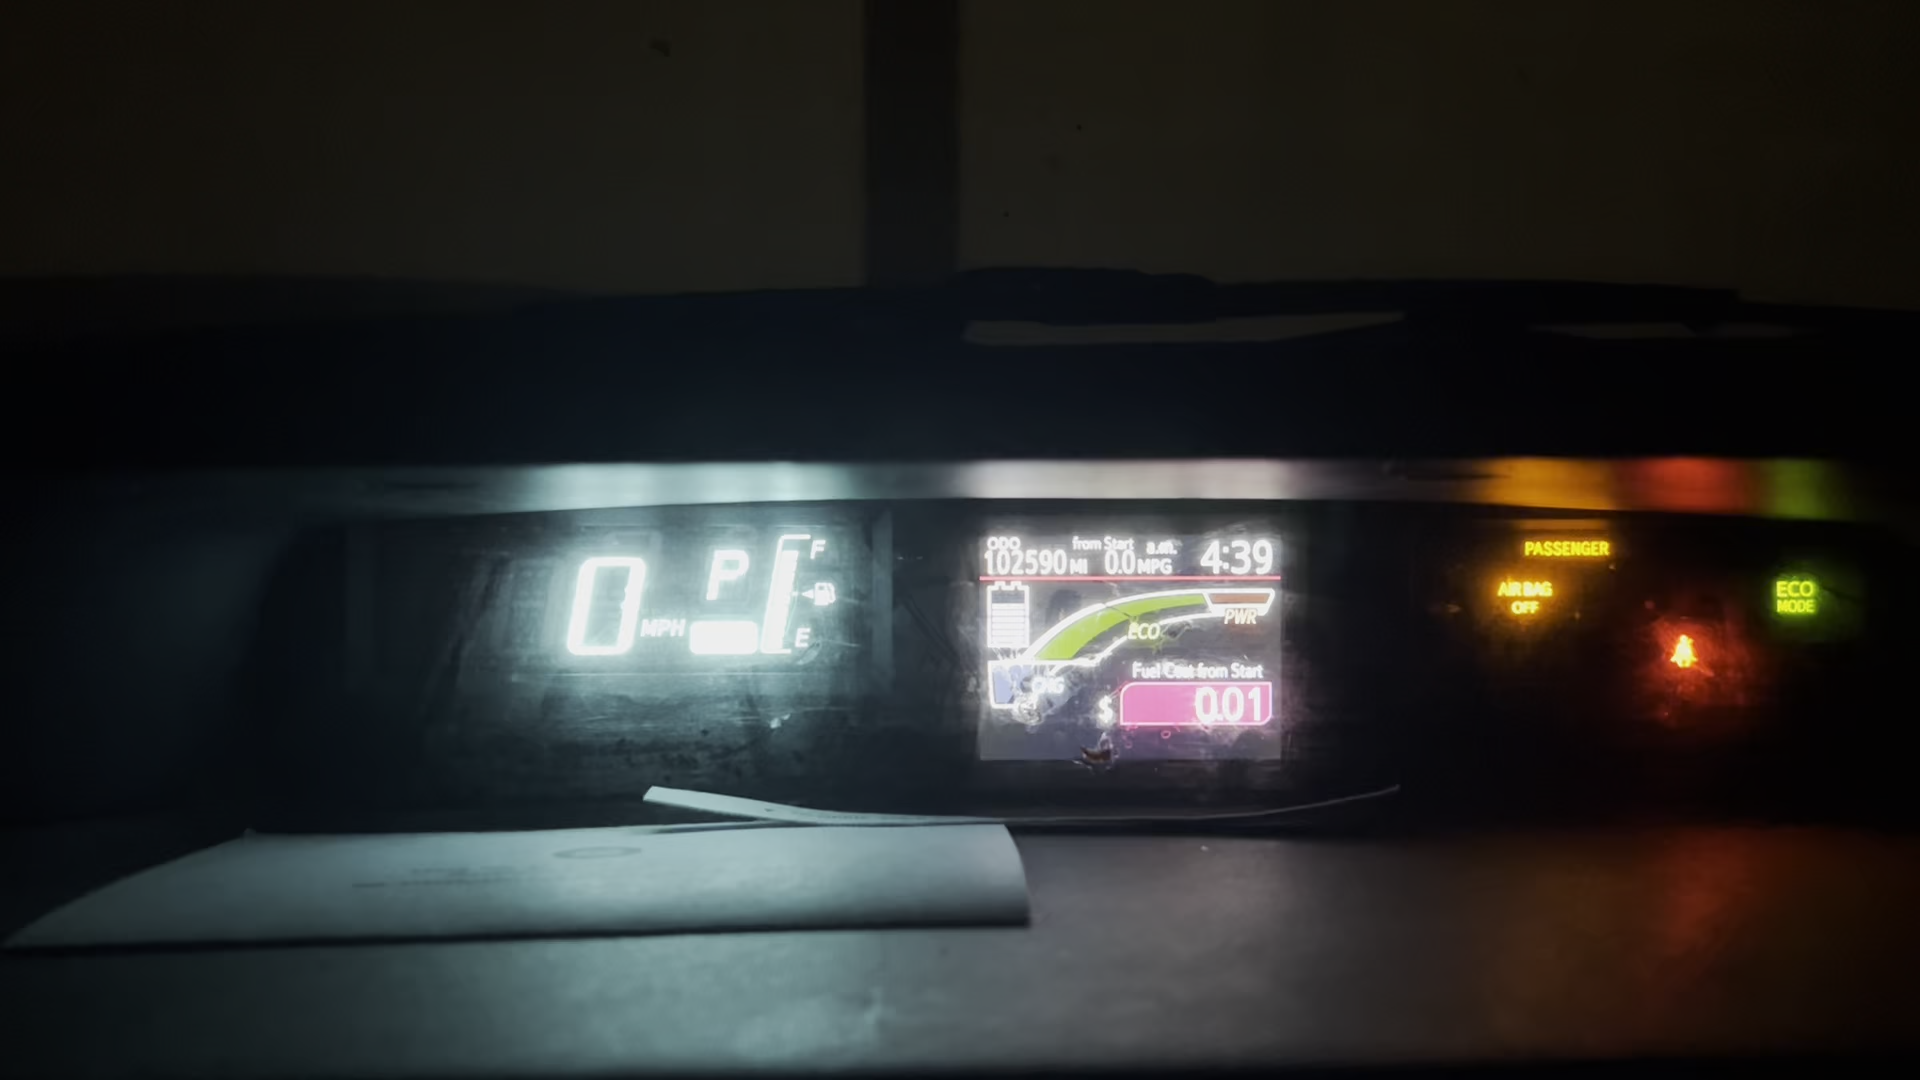 0 MPH
P
F
E
ODO
102590 MI
from Start
0.0 MPG
a.m.
4:39
ECO
PWR
CHG
Fuel Cost from Start
$ 0.01
PASSENGER
AIR BAG
OFF
ECO
MODE